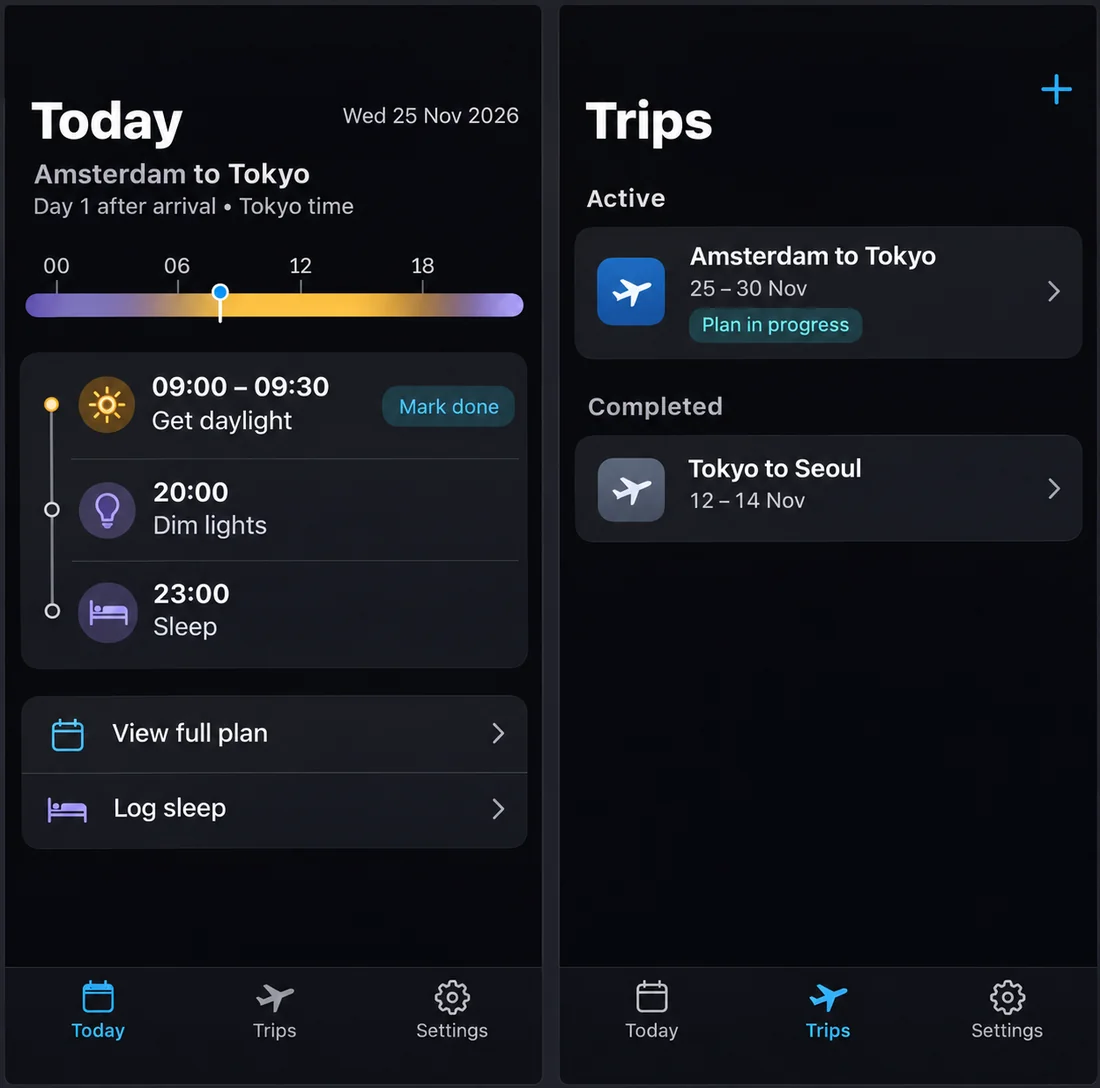 Today
Wed 25 Nov 2026
Amsterdam to Tokyo
Day 1 after arrival • Tokyo time
00 06 12 18
09:00 – 09:30
Get daylight
Mark done
20:00
Dim lights
23:00
Sleep
View full plan
Log sleep
Today Trips Settings
Trips
Active
Amsterdam to Tokyo
25 – 30 Nov
Plan in progress
Completed
Tokyo to Seoul
12 – 14 Nov
Today Trips Settings